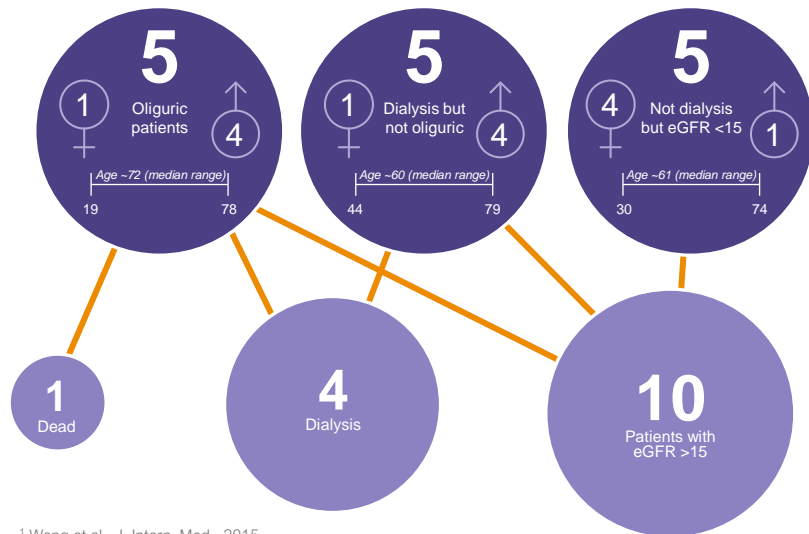 5
1
Oliguric
patients
4
Age ~72 (median range)
19
78
5
1
Dialysis but
not oliguric
4
Age ~60 (median range)
44
79
5
4
Not dialysis
but eGFR <15
1
Age ~61 (median range)
30
74
1
Dead
4
Dialysis
10
Patients with
eGFR >15
1